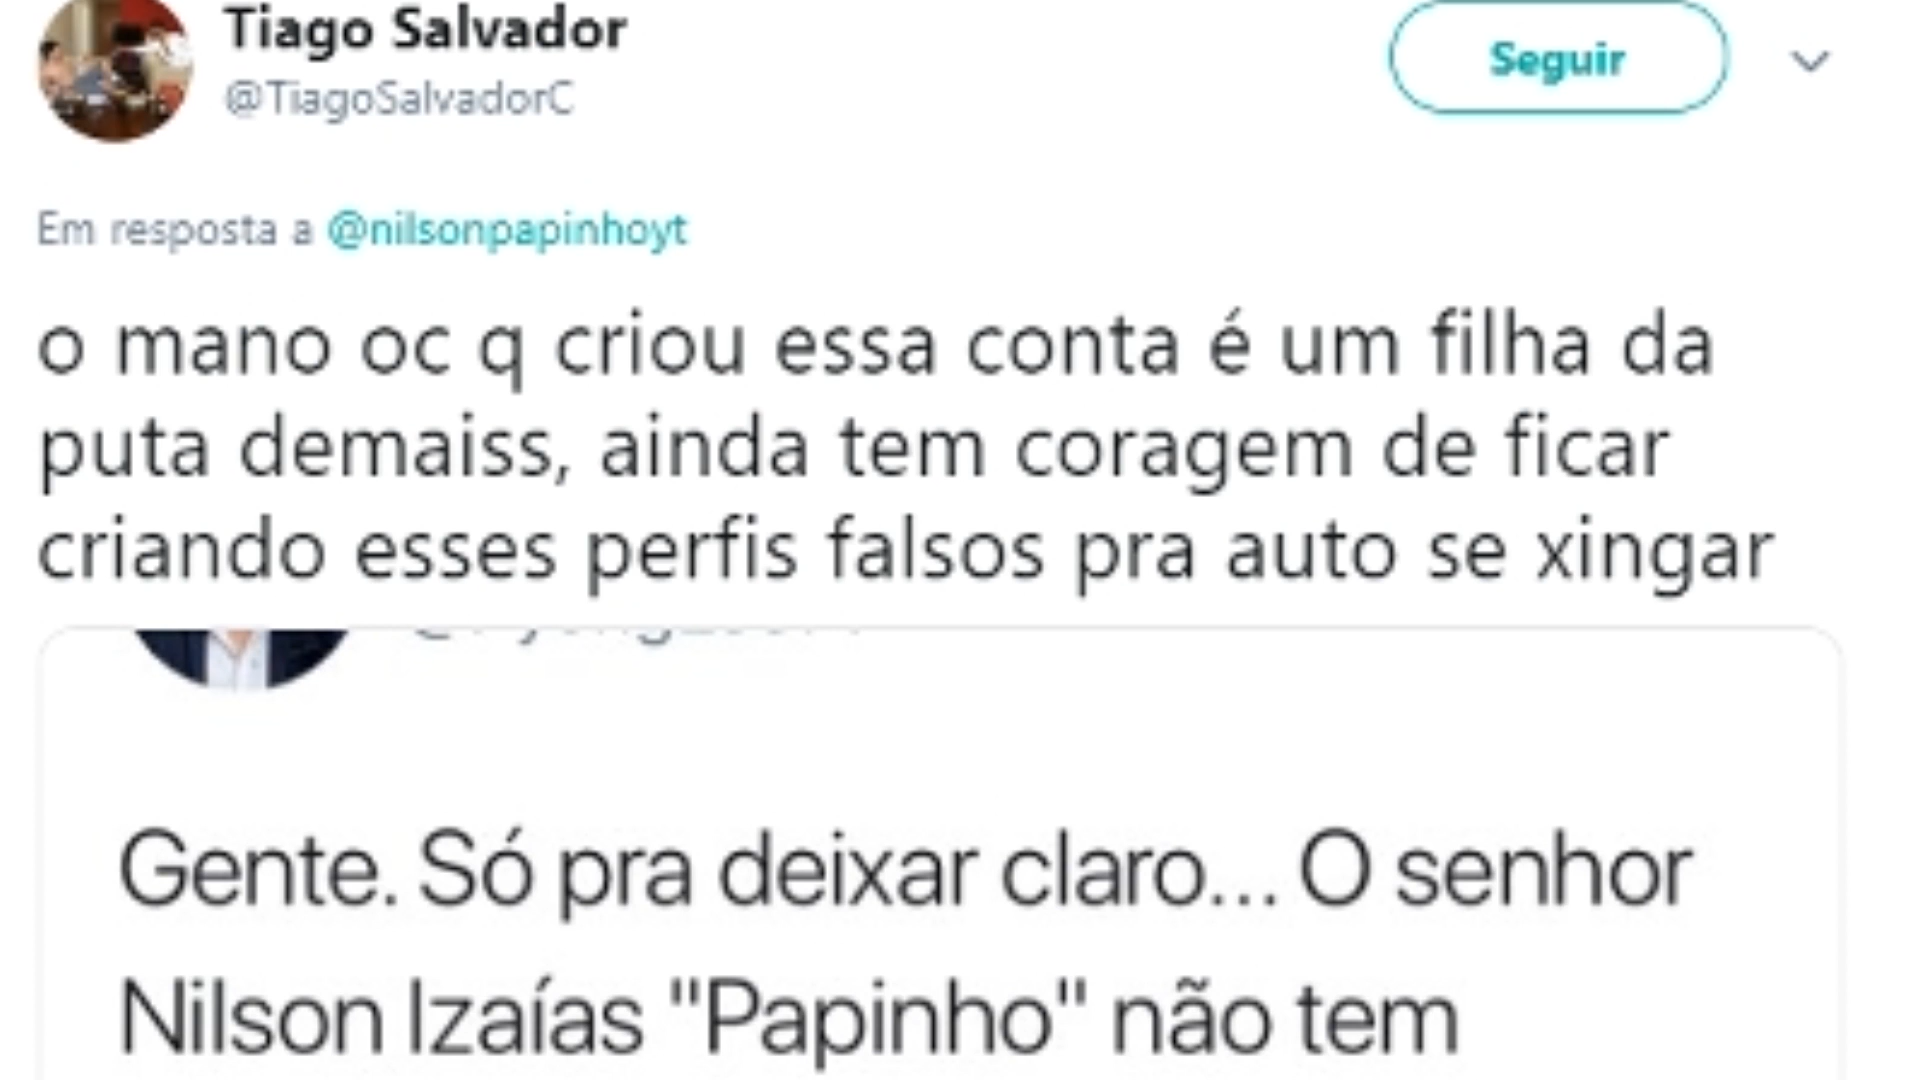 Tiago Salvador
@TiagoSalvadorC
Seguir
Em resposta a @nilsonpapinhoyt
o mano oc q criou essa conta é um filha da
puta demaiss, ainda tem coragem de ficar
criando esses perfis falsos pra auto se xingar
Gente. Só pra deixar claro... O senhor
Nilson Izaías "Papinho" não tem